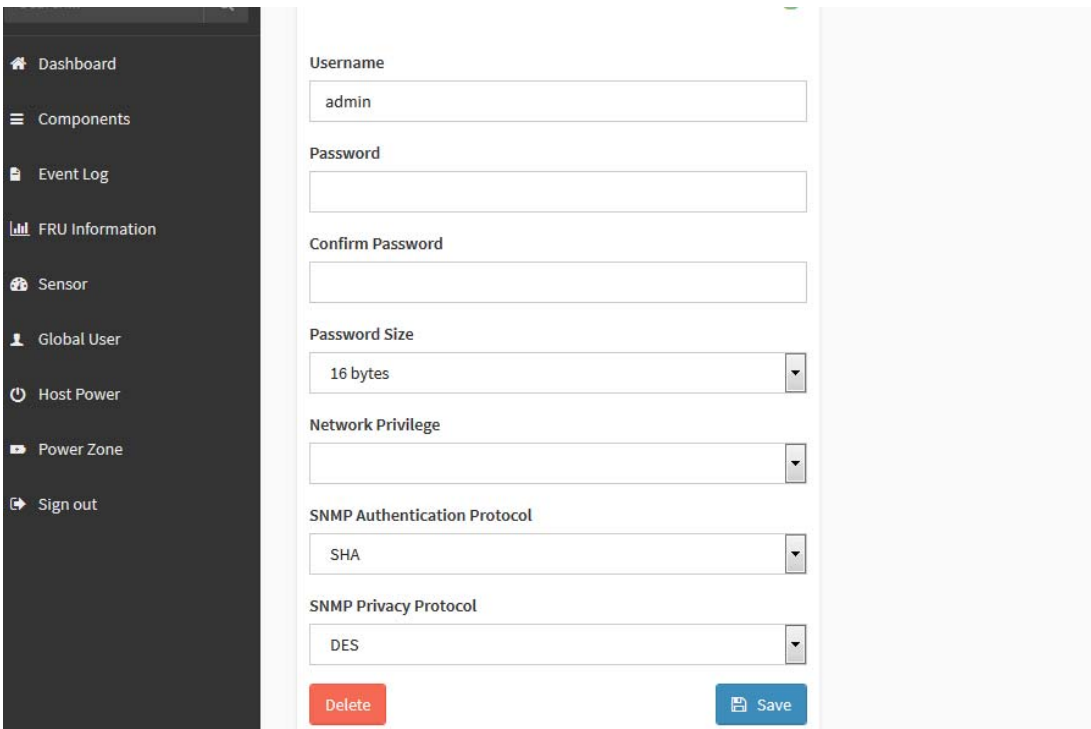 Dashboard
Components
Event Log
FRU Information
Sensor
Global User
Host Power
Power Zone
Sign out
Username
admin
Password
Confirm Password
Password Size
16 bytes
Network Privilege
SNMP Authentication Protocol
SHA
SNMP Privacy Protocol
DES
Delete
Save